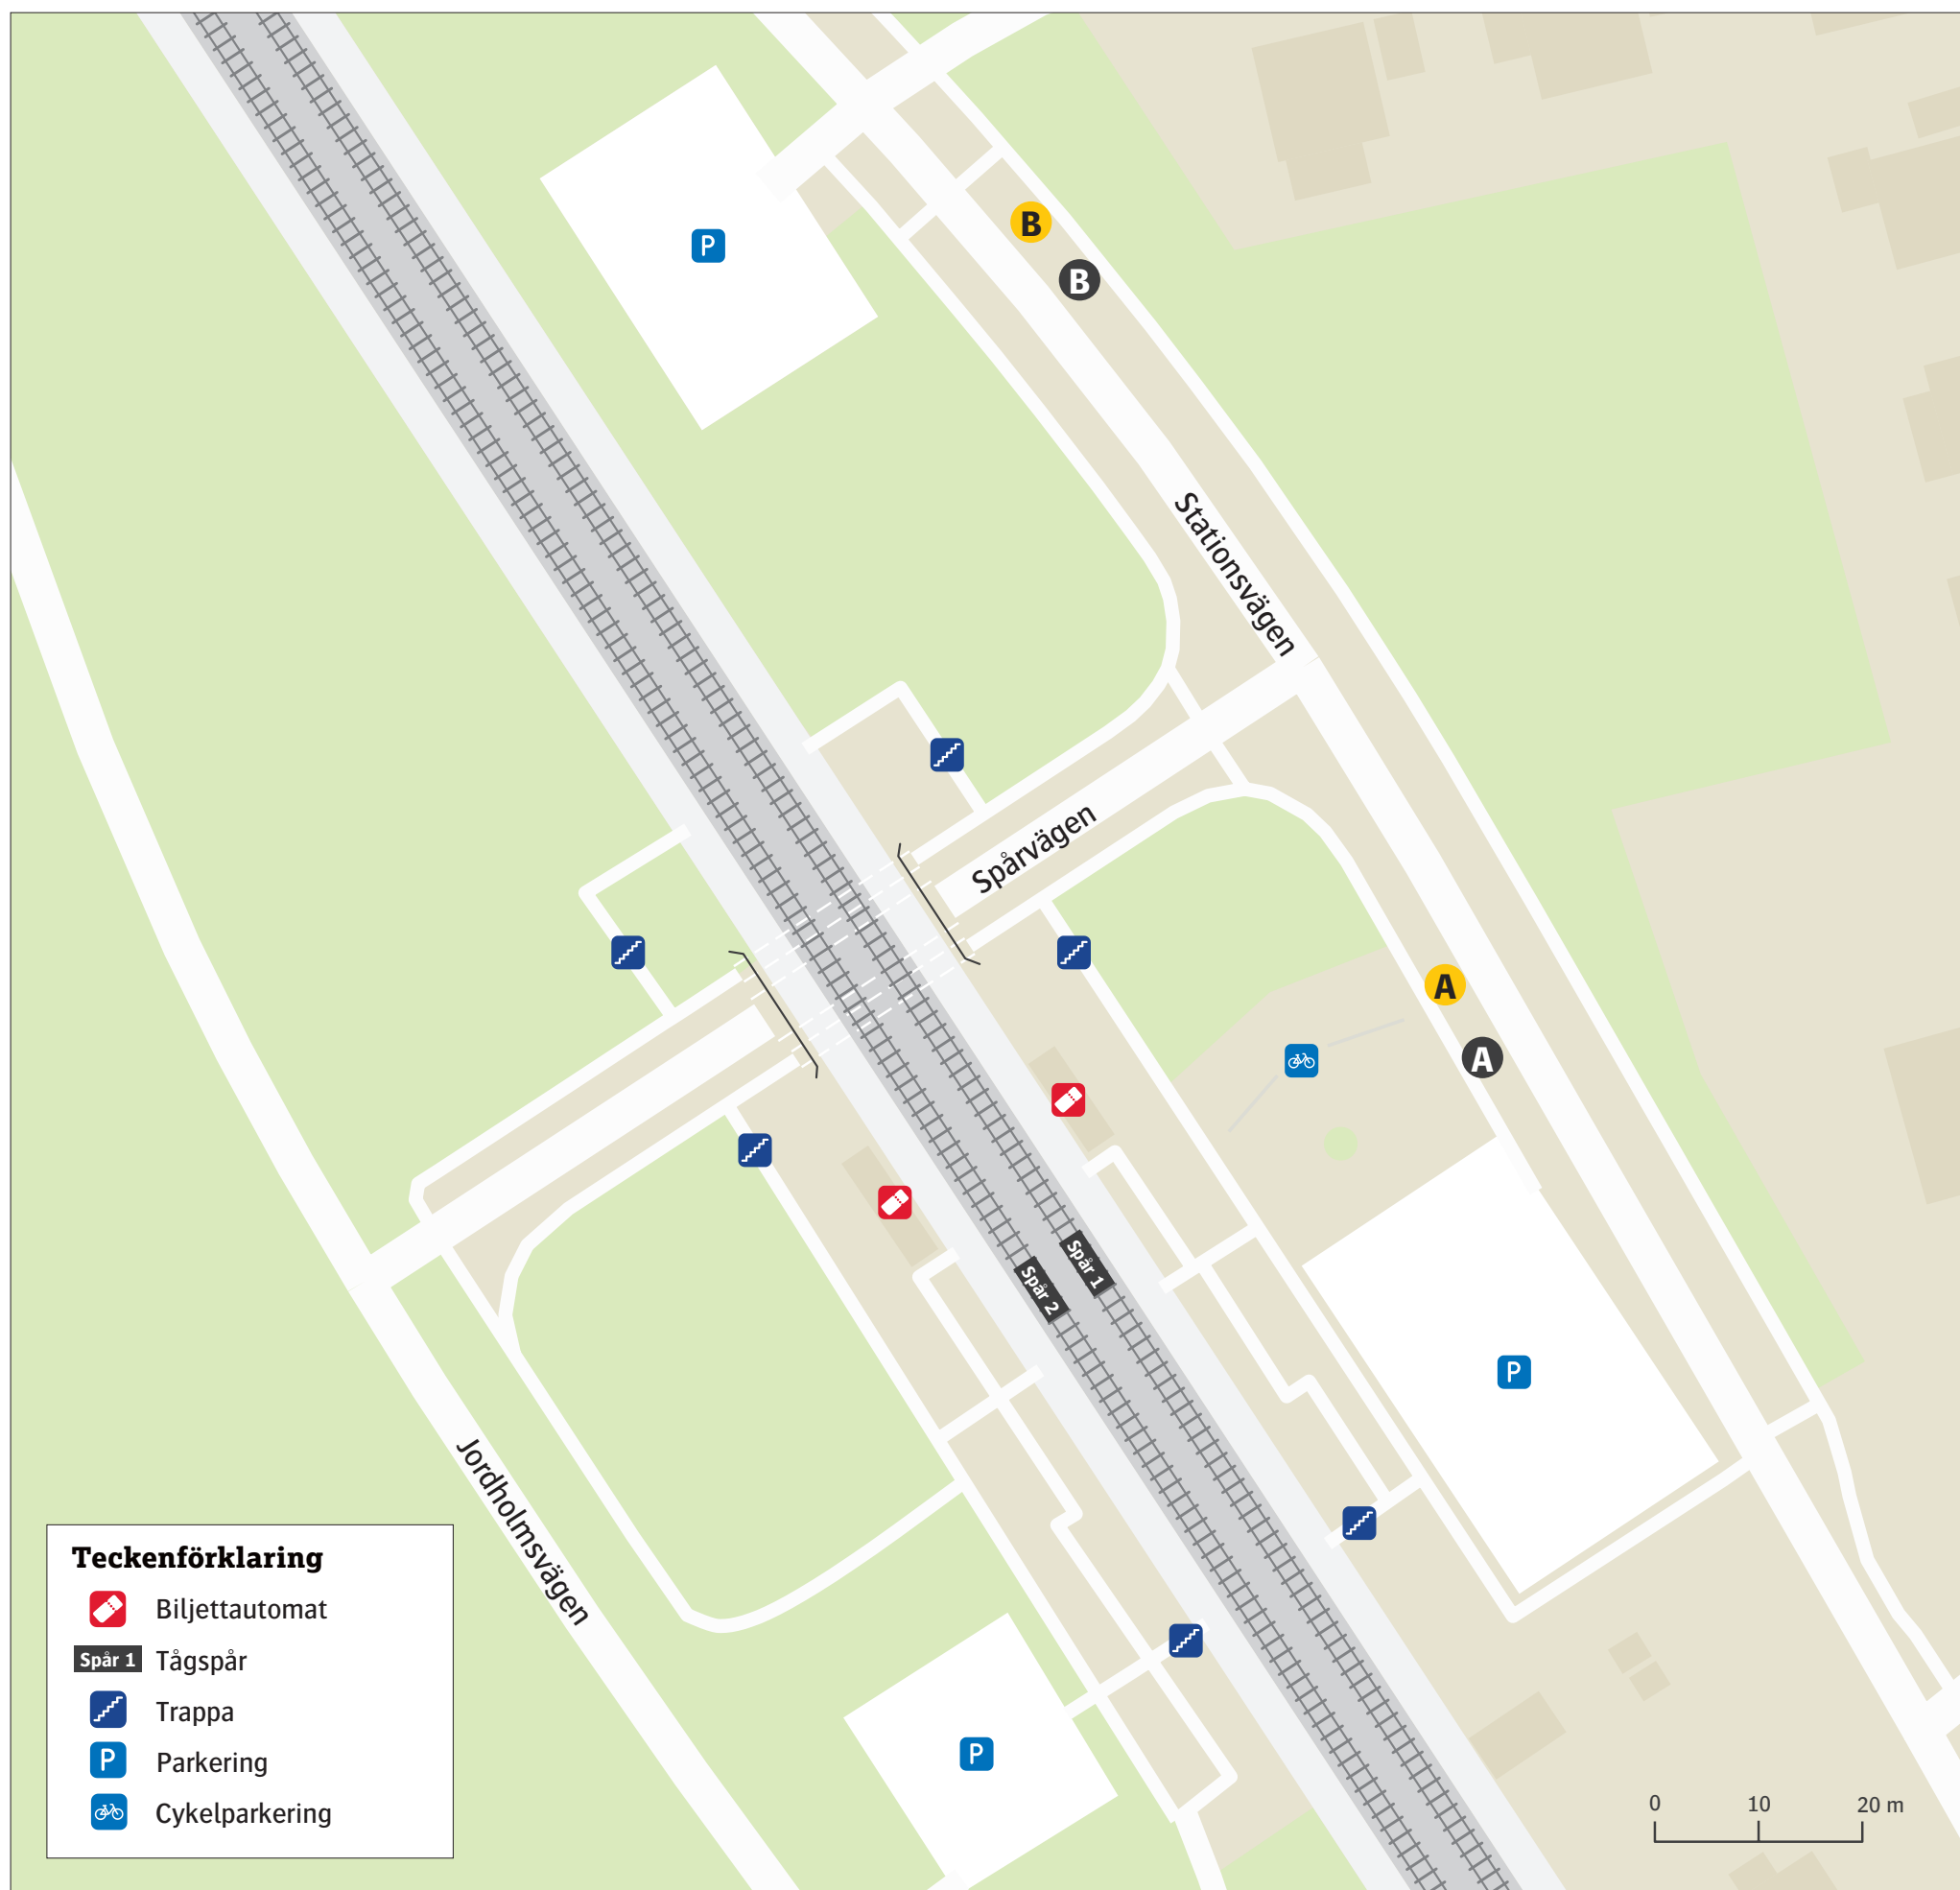 P
B
B
Stationsvägen
Spårvägen
A
A
Spår 1
Spår 2
P
Jordholmsvägen
P
Teckenförklaring
Biljettautomat
Spår 1 Tågspår
Trappa
P Parkering
Cykelparkering
0 10 20 m